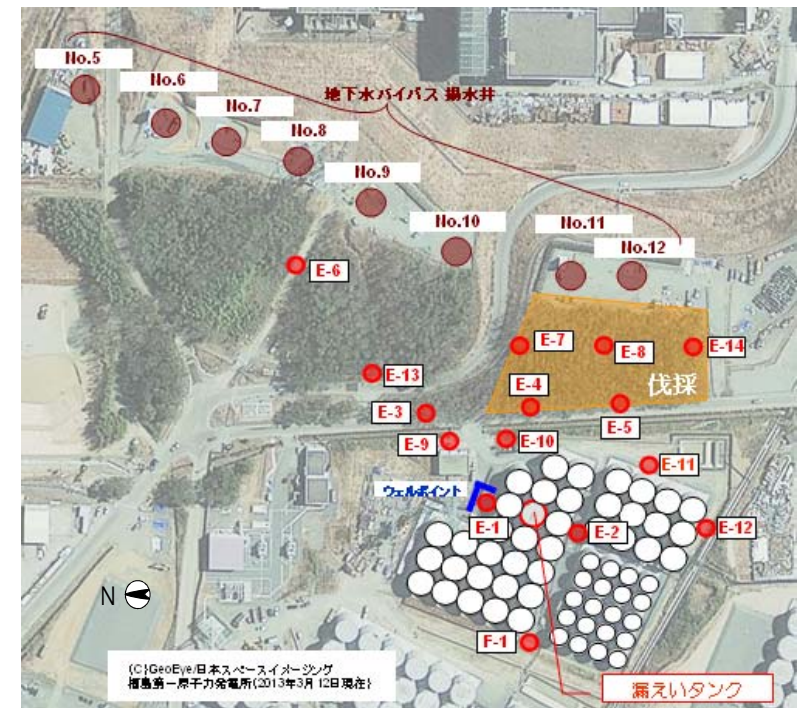 No.5
No.6
No.7
No.8
地下水バイパス 揚水井
No.9
No.10
No.11
No.12
E-6
E-7
E-8
E-14
E-13
伐採
E-4
E-3
E-5
E-9
E-10
E-11
ウェルポイント
E-1
E-2
E-12
N
F-1
(C)GeoEye/日本スペースイメージング
福島第一原子力発電所(2013年3月12日現在)
漏えいタンク